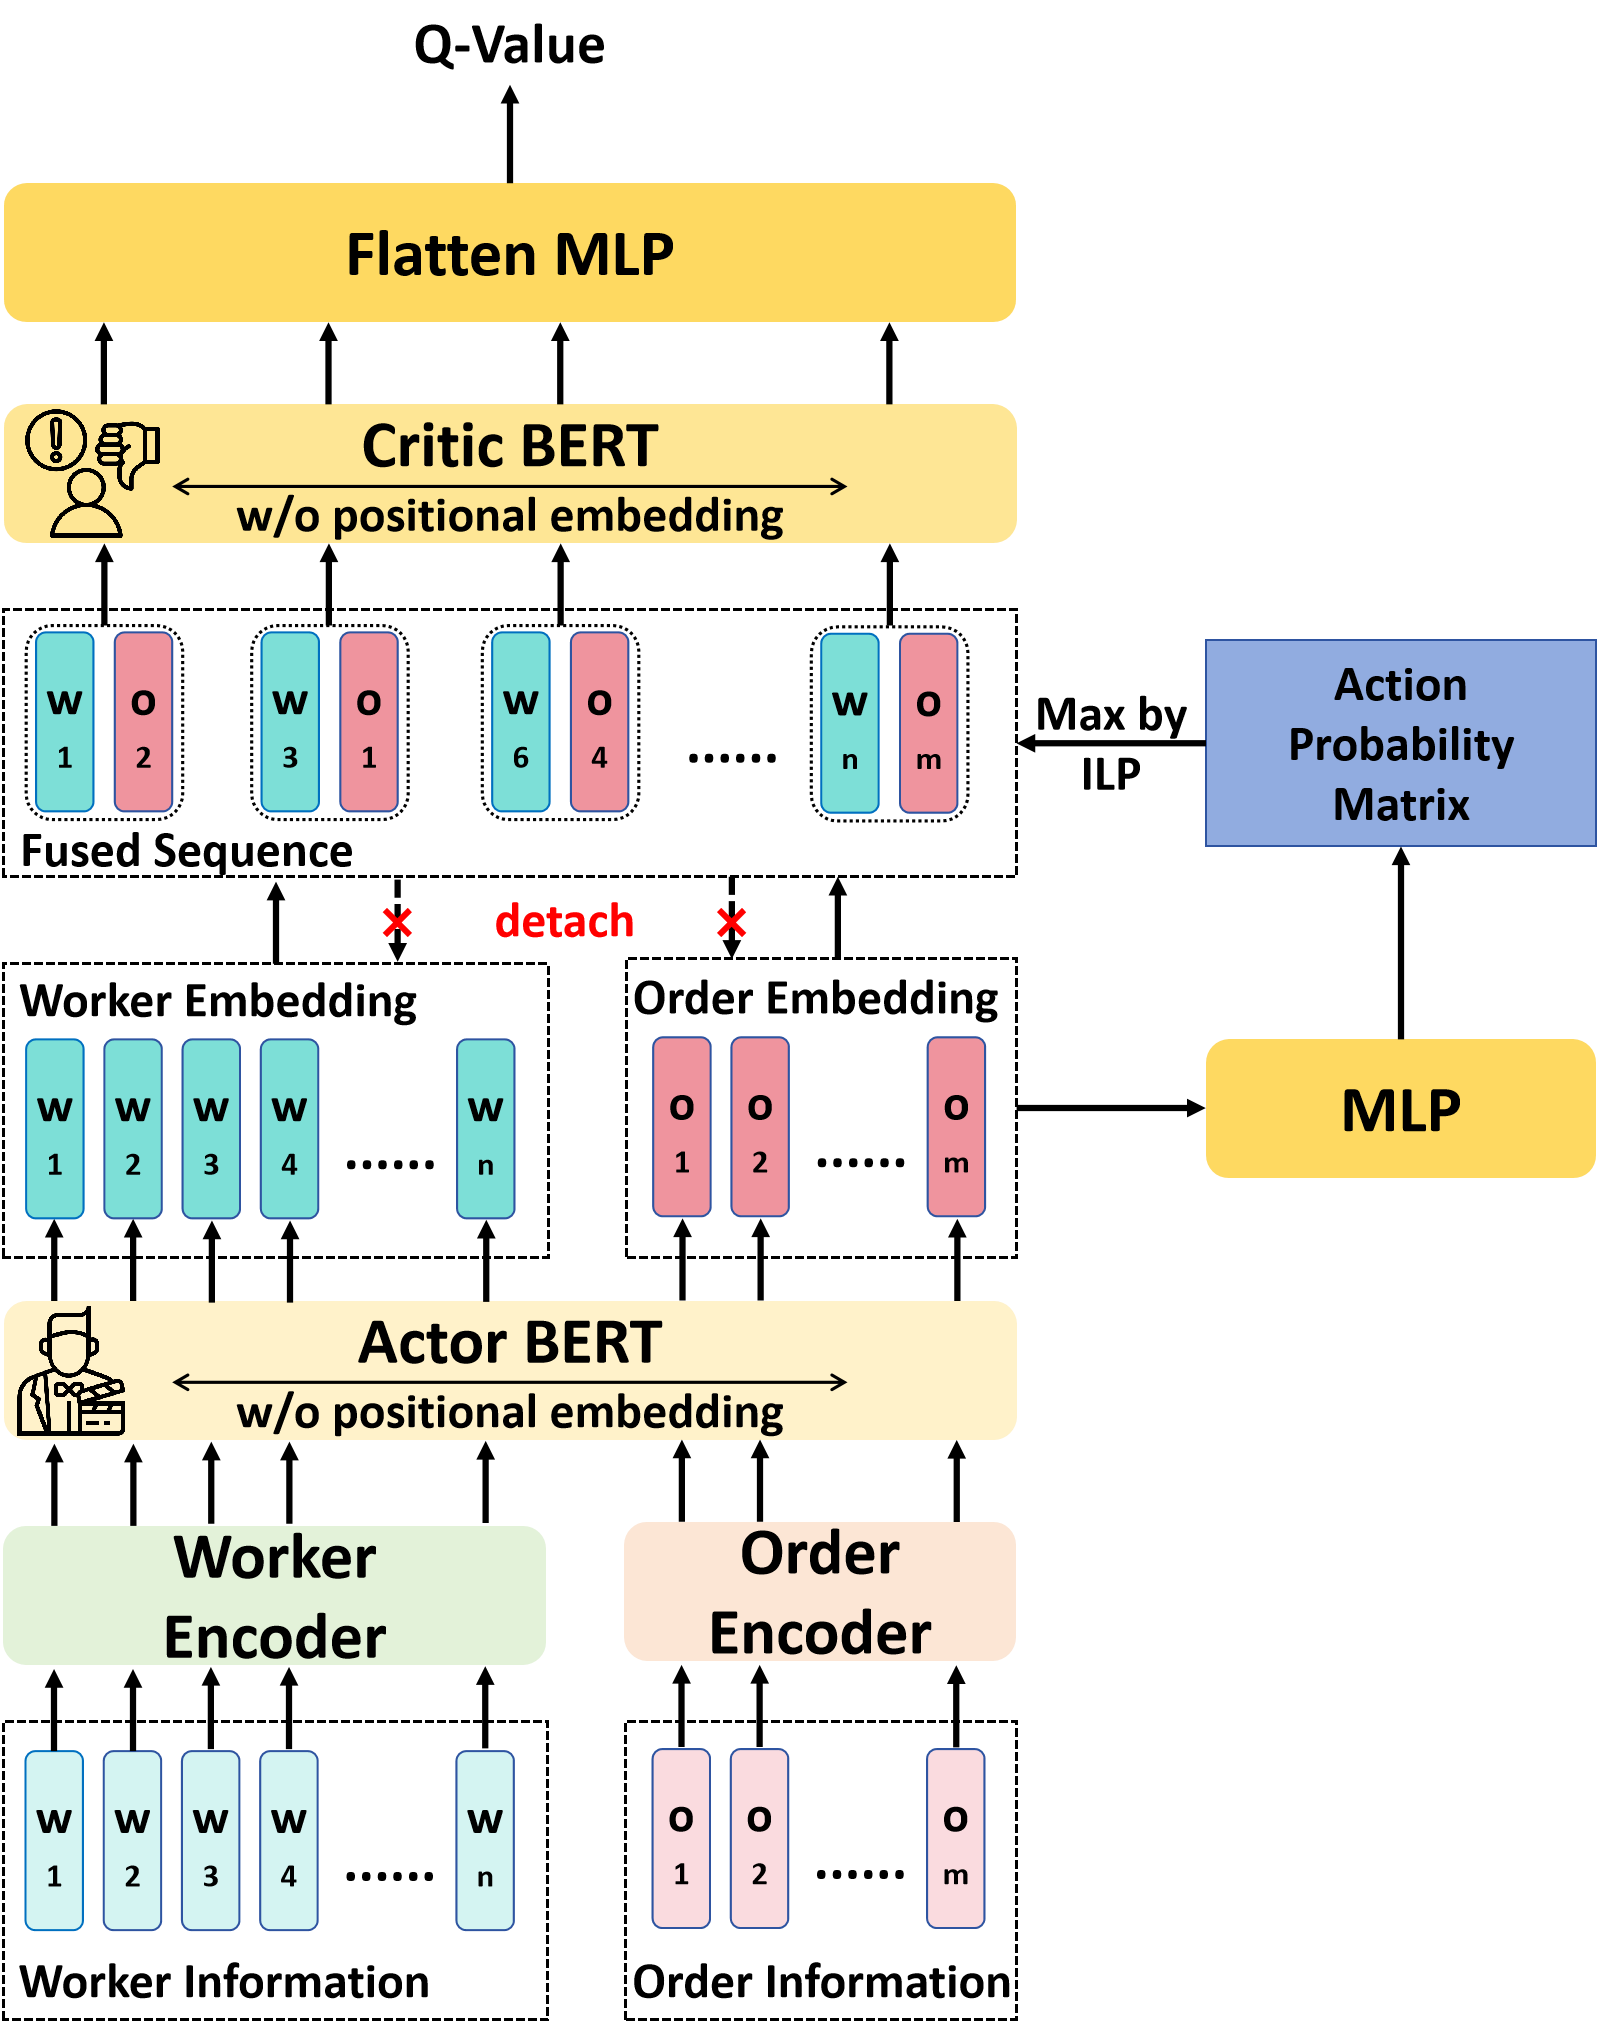 Q-Value
Flatten MLP
Critic BERT
w/o positional embedding
w o w o w o w o
1 2 3 1 6 4 ...... n m
Fused Sequence
Max by
ILP
Action
Probability
Matrix
detach
Worker Embedding
w w w w w
1 2 3 4 ...... n
Order Embedding
o o o
1 2 ...... m
MLP
Actor BERT
w/o positional embedding
Worker
Encoder
Order
Encoder
w w w w w
1 2 3 4 ...... n
Worker Information
o o o
1 2 ...... m
Order Information